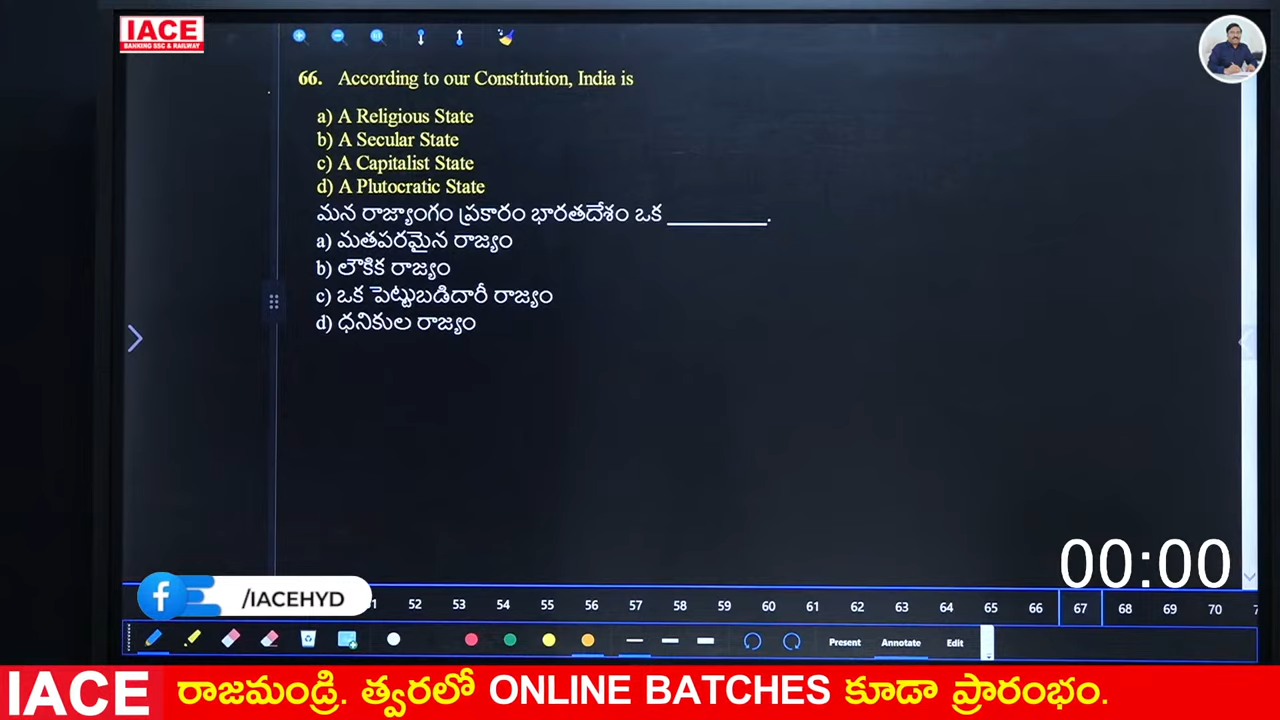 IACE
BANKING SSC & RAILWAY
66. According to our Constitution, India is
a) A Religious State
b) A Secular State
c) A Capitalist State
d) A Plutocratic State
మన రాజ్యాంగం ప్రకారం భారతదేశం ఒక __________.
a) మతపరమైన రాజ్యం
b) లౌకిక రాజ్యం
c) ఒక పెట్టుబడిదారీ రాజ్యం
d) ధనికుల రాజ్యం
00:00
/IACEHYD
52 53 54 55 56 57 58 59 60 61 62 63 64 65 66 67 68 69 70
Present Annotate Edit
IACE రాజమండ్రి. త్వరలో ONLINE BATCHES కూడా ప్రారంభం.